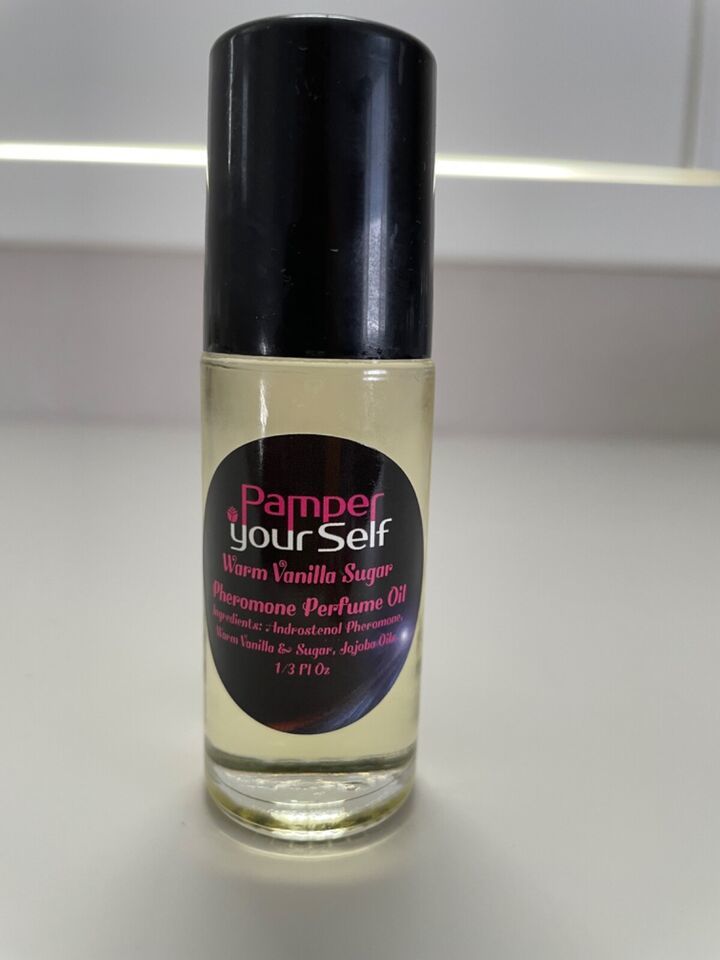 Pamper
your Self
Warm Vanilla Sugar
Pheromone Perfume Oil
Ingredients: Androstenol Pheromone,
Warm Vanilla & Sugar, Jojoba Oils
1/3 Fl Oz